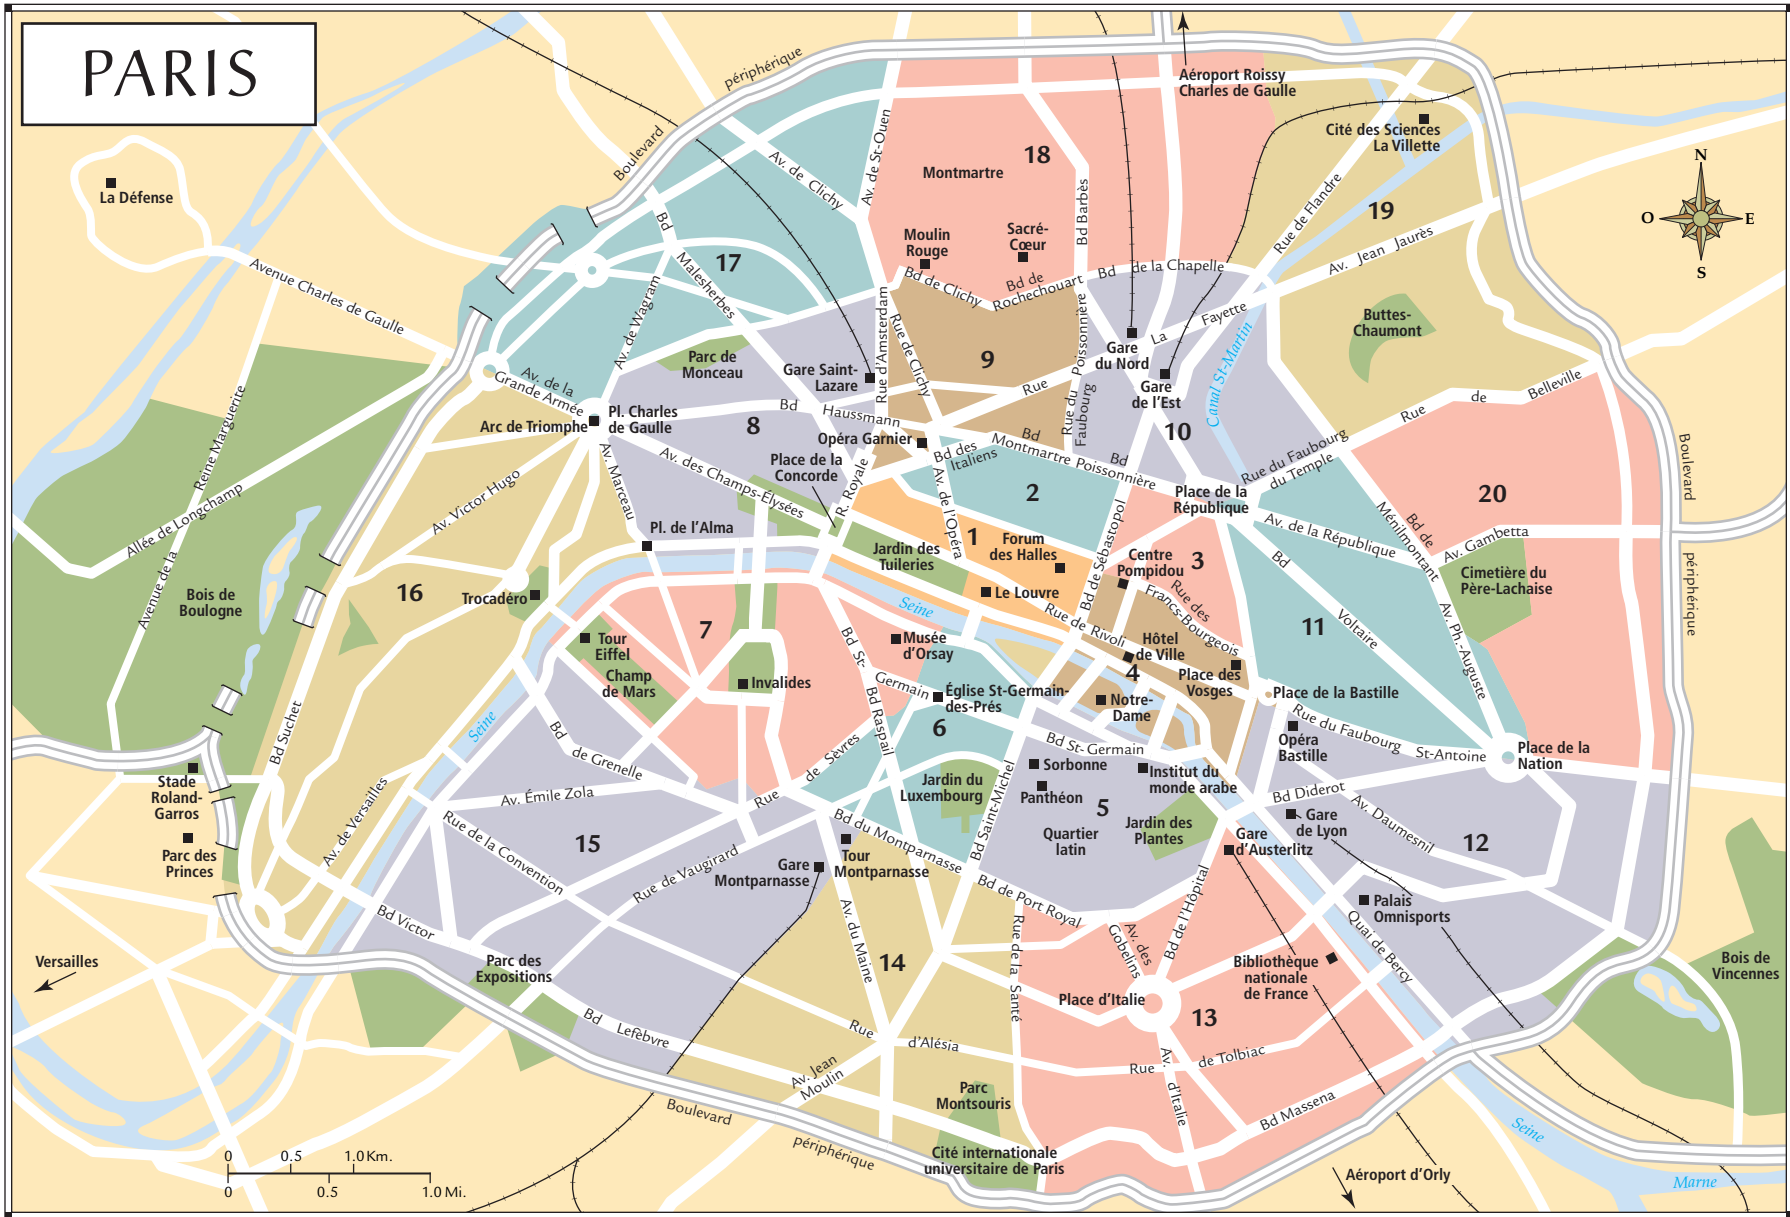 PARIS
périphérique
Boulevard
Aéroport Roissy
Charles de Gaulle
Cité des Sciences
La Villette
N
O
E
S
La Défense
Avenue Charles de Gaulle
Av. de Clichy
Av. de St-Ouen
18
Montmartre
Moulin
Rouge
Sacré-
Cœur
Bd Barbès
Rue de Flandre
19
Av. Jean Jaurès
Bd
Malesherbes
17
Av. de Wagram
Bd de Clichy
Bd de
Rochechouart
Bd de la Chapelle
Buttes-
Chaumont
Parc de
Monceau
Gare Saint-
Lazare
Rue d'Amsterdam
Rue de Clichy
9
Rue
La
Fayette
Rue du
Faubourg
Poissonnière
Gare
du Nord
Gare
de l'Est
Canal St-Martin
Rue de Belleville
Av. de la
Grande Armée
Arc de Triomphe
Pl. Charles
de Gaulle
Bd Haussmann
8
Opéra Garnier
Bd des
Italiens
Bd
Montmartre
Bd
Poissonnière
10
Rue du Faubourg
du Temple
Boulevard
périphérique
Reine Marguerite
Avenue de la
Allée de Longchamp
Bois de
Boulogne
Av. Victor Hugo
Av. Marceau
Av. des Champs-Élysées
Place de la
Concorde
R. Royale
Av. de l'Opéra
2
Place de la
République
Bd de
Ménilmontant
20
Av. Gambetta
Av. de la République
Pl. de l'Alma
1
Forum
des Halles
Bd de Sébastopol
Centre
Pompidou
3
Jardin des
Tuileries
Le Louvre
Rue des
Francs-Bourgeois
Bd
Voltaire
Cimetière du
Père-Lachaise
16
Trocadéro
Seine
Rue de Rivoli
11
Tour
Eiffel
7
Musée
d'Orsay
Hôtel
de Ville
Av. Ph.-Auguste
Champ
de Mars
Invalides
Bd St-
Germain
Église St-Germain-
des-Prés
4
Place des
Vosges
Notre-
Dame
Place de la Bastille
Rue du Faubourg
St-Antoine
Opéra
Bastille
Place de la
Nation
Bd Raspail
6
Bd St-Germain
Seine
Bd Suchet
Bd de Grenelle
Rue de Sèvres
Stade
Roland-
Garros
Parc des
Princes
Av. de Versailles
Av. Émile Zola
15
Rue de la Convention
Rue de Vaugirard
Jardin du
Luxembourg
Bd Saint-Michel
Sorbonne
Panthéon
5
Quartier
latin
Institut du
monde arabe
Jardin des
Plantes
Bd Diderot
Gare
de Lyon
Av. Daumesnil
12
Gare
d'Austerlitz
Bd du Montparnasse
Tour
Montparnasse
Gare
Montparnasse
Bd de Port Royal
Bd de l'Hôpital
Palais
Omnisports
Quai de Bercy
Bd Victor
Av. du Maine
14
Rue de la Santé
Av. des
Gobelins
Bibliothèque
nationale
de France
Bois de
Vincennes
Versailles
Parc des
Expositions
Place d'Italie
13
Bd Lefèbvre
Rue d'Alésia
Rue de Tolbiac
Av. Jean
Moulin
Parc
Montsouris
Av. d'Italie
Bd Massena
Boulevard
périphérique
Cité internationale
universitaire de Paris
Aéroport d'Orly
Seine
Marne
0 0.5 1.0 Km.
0 0.5 1.0 Mi.